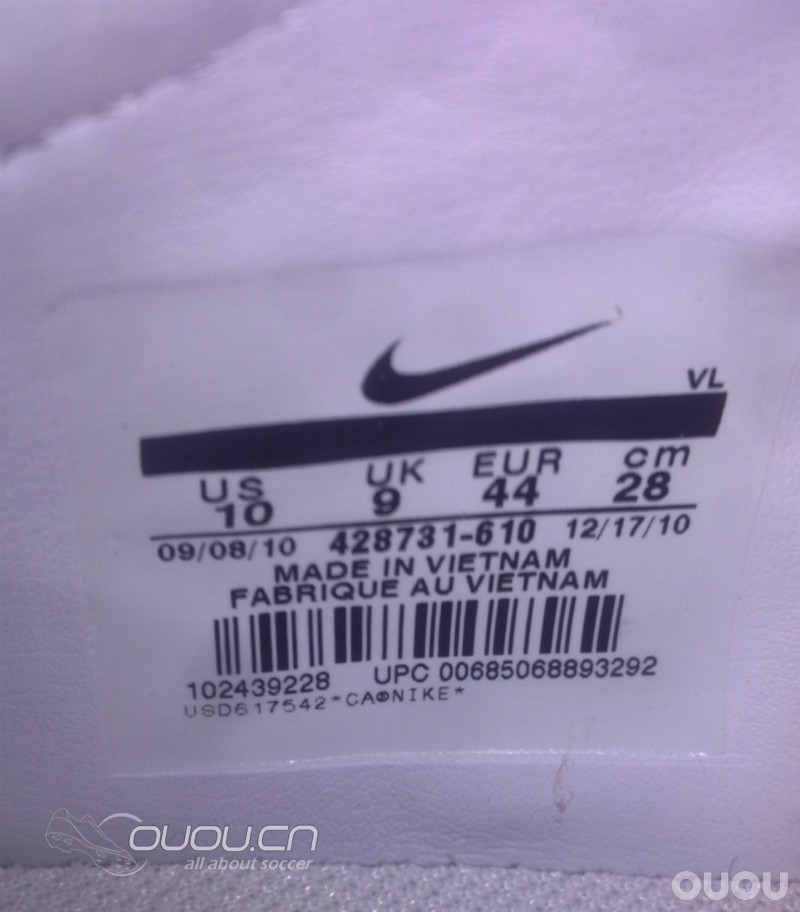 VL
US UK EUR cm
10 9 44 28
09/08/10 428731-610 12/17/10
MADE IN VIETNAM
FABRIQUE AU VIETNAM
102439228 UPC 00685068893292
USD617542*CA®NIKE*
OUOU.CN
all about soccer
OUOU